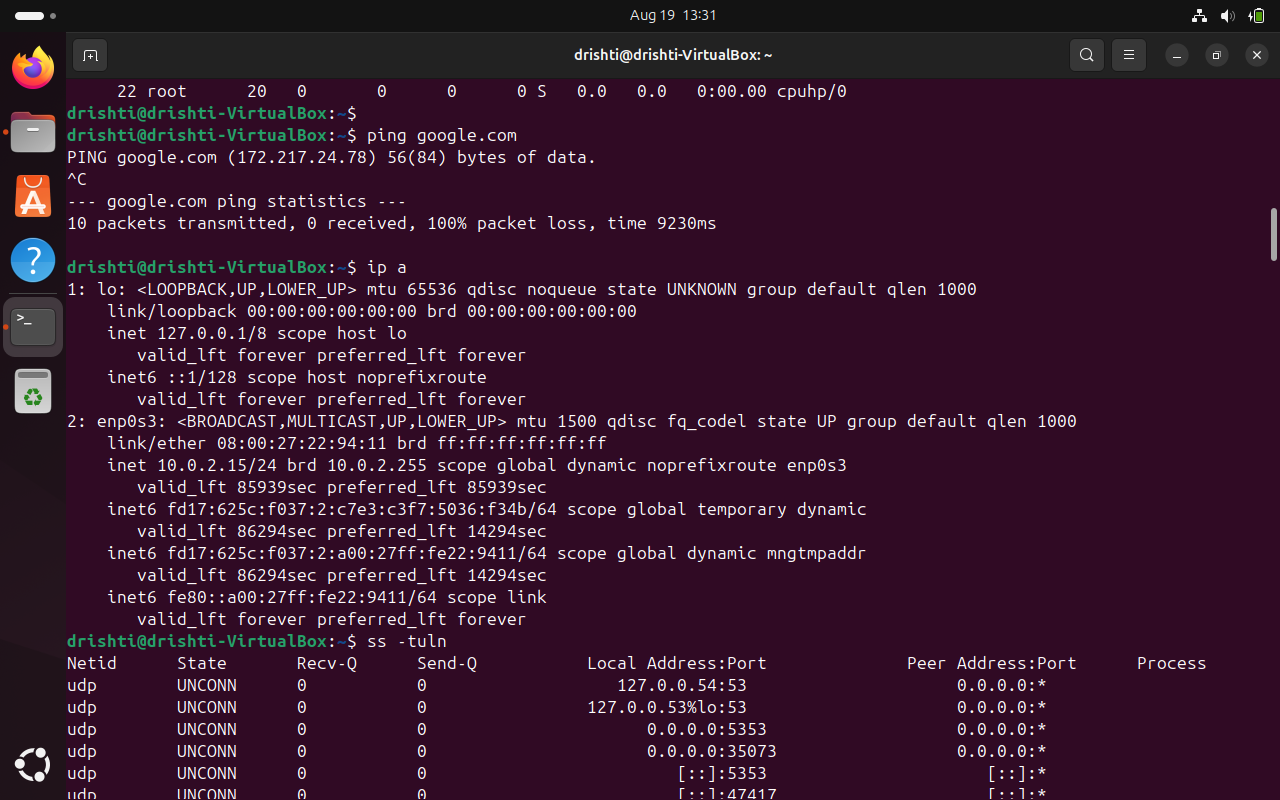 Aug 19 13:31
drishti@drishti-VirtualBox: ~
22 root 20 0 0 0 0 S 0.0 0.0 0:00.00 cpuhp/0
drishti@drishti-VirtualBox:~$
drishti@drishti-VirtualBox:~$ ping google.com
PING google.com (172.217.24.78) 56(84) bytes of data.
^C
--- google.com ping statistics ---
10 packets transmitted, 0 received, 100% packet loss, time 9230ms
drishti@drishti-VirtualBox:~$ ip a
1: lo: <LOOPBACK,UP,LOWER_UP> mtu 65536 qdisc noqueue state UNKNOWN group default qlen 1000
link/loopback 00:00:00:00:00:00 brd 00:00:00:00:00:00
inet 127.0.0.1/8 scope host lo
valid_lft forever preferred_lft forever
inet6 ::1/128 scope host noprefixroute
valid_lft forever preferred_lft forever
2: enp0s3: <BROADCAST,MULTICAST,UP,LOWER_UP> mtu 1500 qdisc fq_codel state UP group default qlen 1000
link/ether 08:00:27:22:94:11 brd ff:ff:ff:ff:ff:ff
inet 10.0.2.15/24 brd 10.0.2.255 scope global dynamic noprefixroute enp0s3
valid_lft 85939sec preferred_lft 85939sec
inet6 fd17:625c:f037:2:c7e3:c3f7:5036:f34b/64 scope global temporary dynamic
valid_lft 86294sec preferred_lft 14294sec
inet6 fd17:625c:f037:2:a00:27ff:fe22:9411/64 scope global dynamic mngtmpaddr
valid_lft 86294sec preferred_lft 14294sec
inet6 fe80::a00:27ff:fe22:9411/64 scope link
valid_lft forever preferred_lft forever
drishti@drishti-VirtualBox:~$ ss -tuln
Netid State Recv-Q Send-Q Local Address:Port Peer Address:Port Process
udp UNCONN 0 0 127.0.0.54:53 0.0.0.0:*
udp UNCONN 0 0 127.0.0.53%lo:53 0.0.0.0:*
udp UNCONN 0 0 0.0.0.0:5353 0.0.0.0:*
udp UNCONN 0 0 0.0.0.0:35073 0.0.0.0:*
udp UNCONN 0 0 [::]:5353 [::]:*
udp UNCONN 0 0 [::]:47417 [::]:*